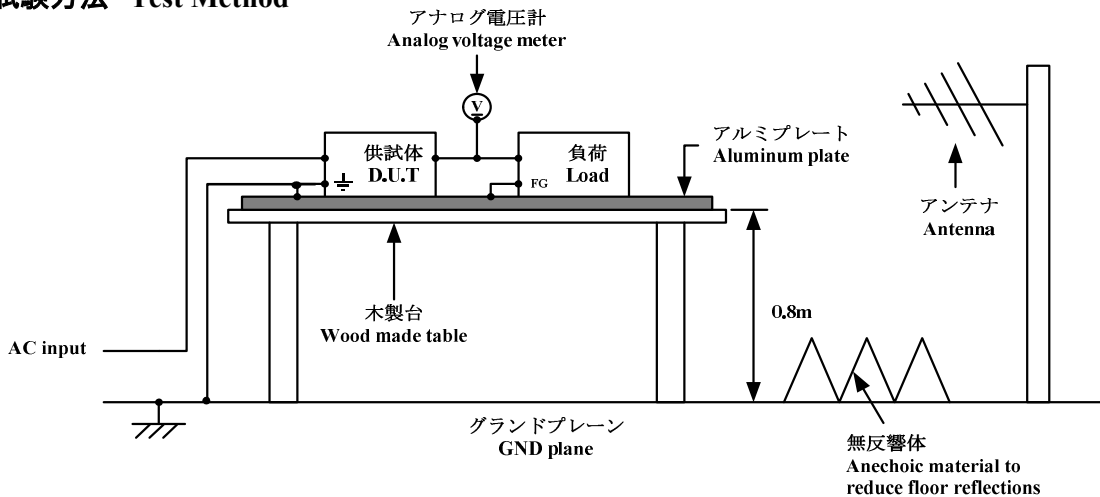 試験方法 Test Method
アナログ電圧計
Analog voltage meter
V
供試体
D.U.T
負荷
Load
FG
アルミプレート
Aluminum plate
アンテナ
Antenna
木製台
Wood made table
0.8m
AC input
グランドプレーン
GND plane
無反響体
Anechoic material to
reduce floor reflections